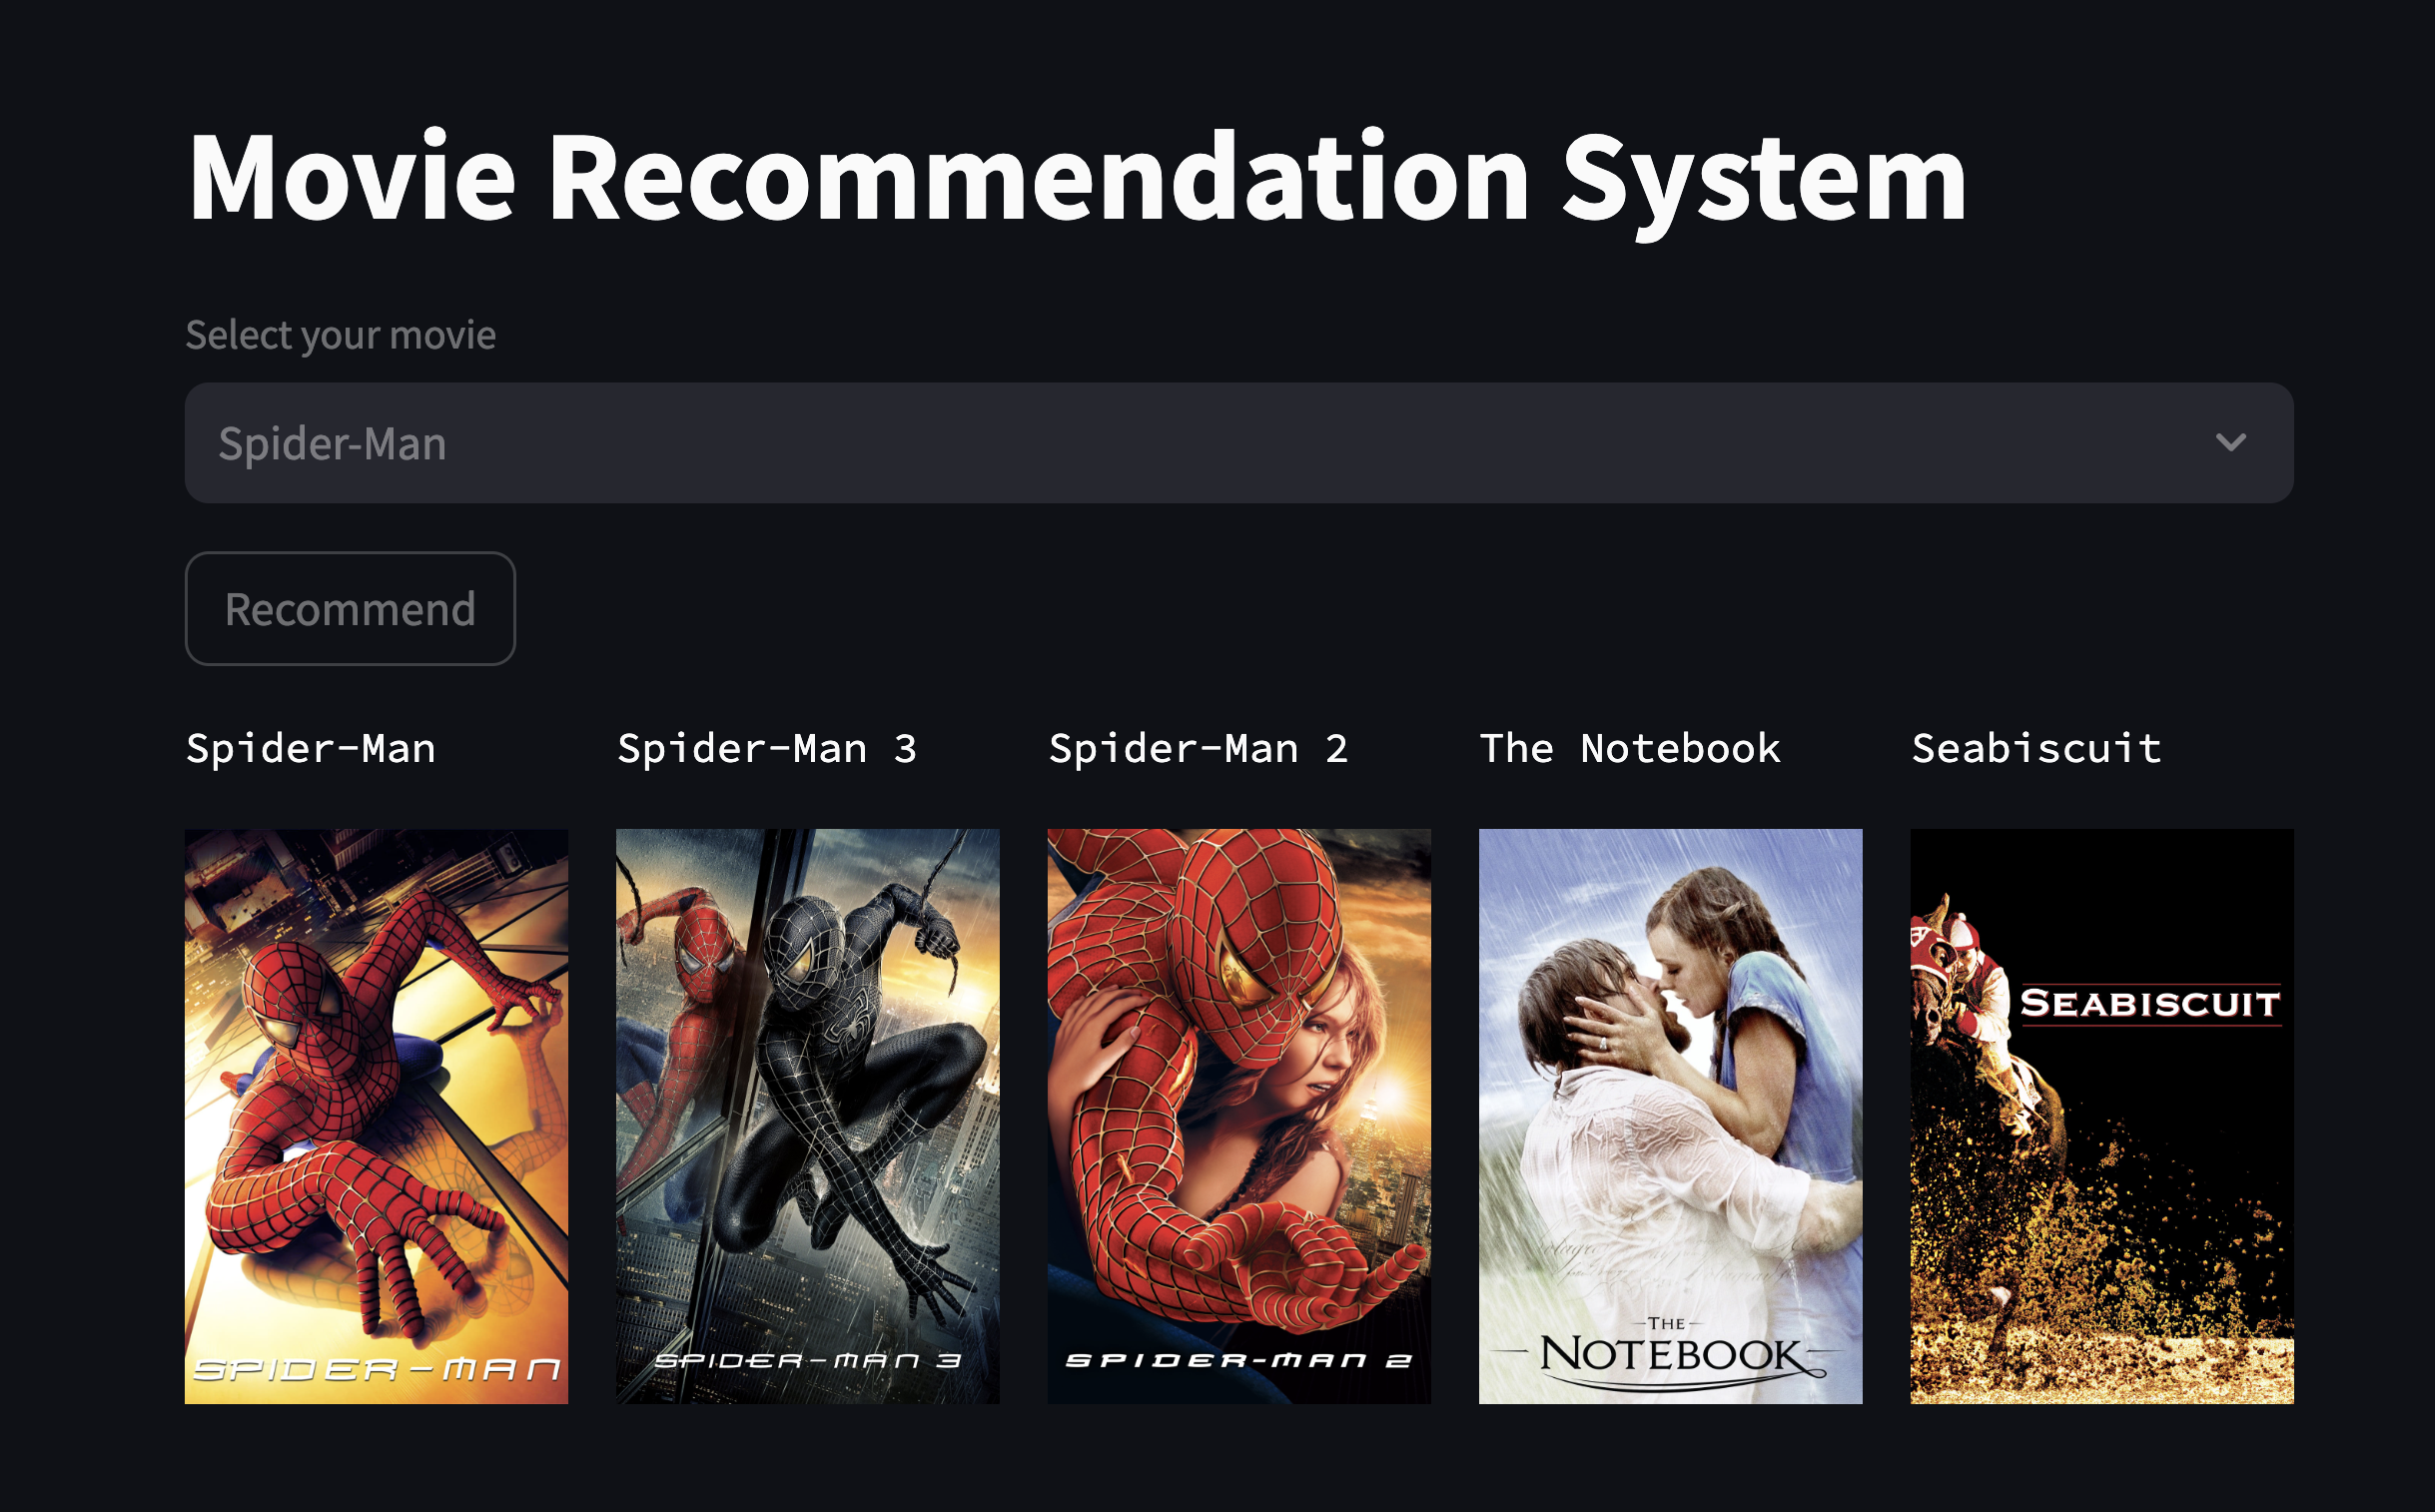 Movie Recommendation System
Select your movie
Spider-Man
Recommend
Spider-Man
Spider-Man 3
Spider-Man 2
The Notebook
Seabiscuit
SPIDER-MAN
SPIDER-MAN 3
SPIDER-MAN 2
THE
NOTEBOOK
SEABISCUIT